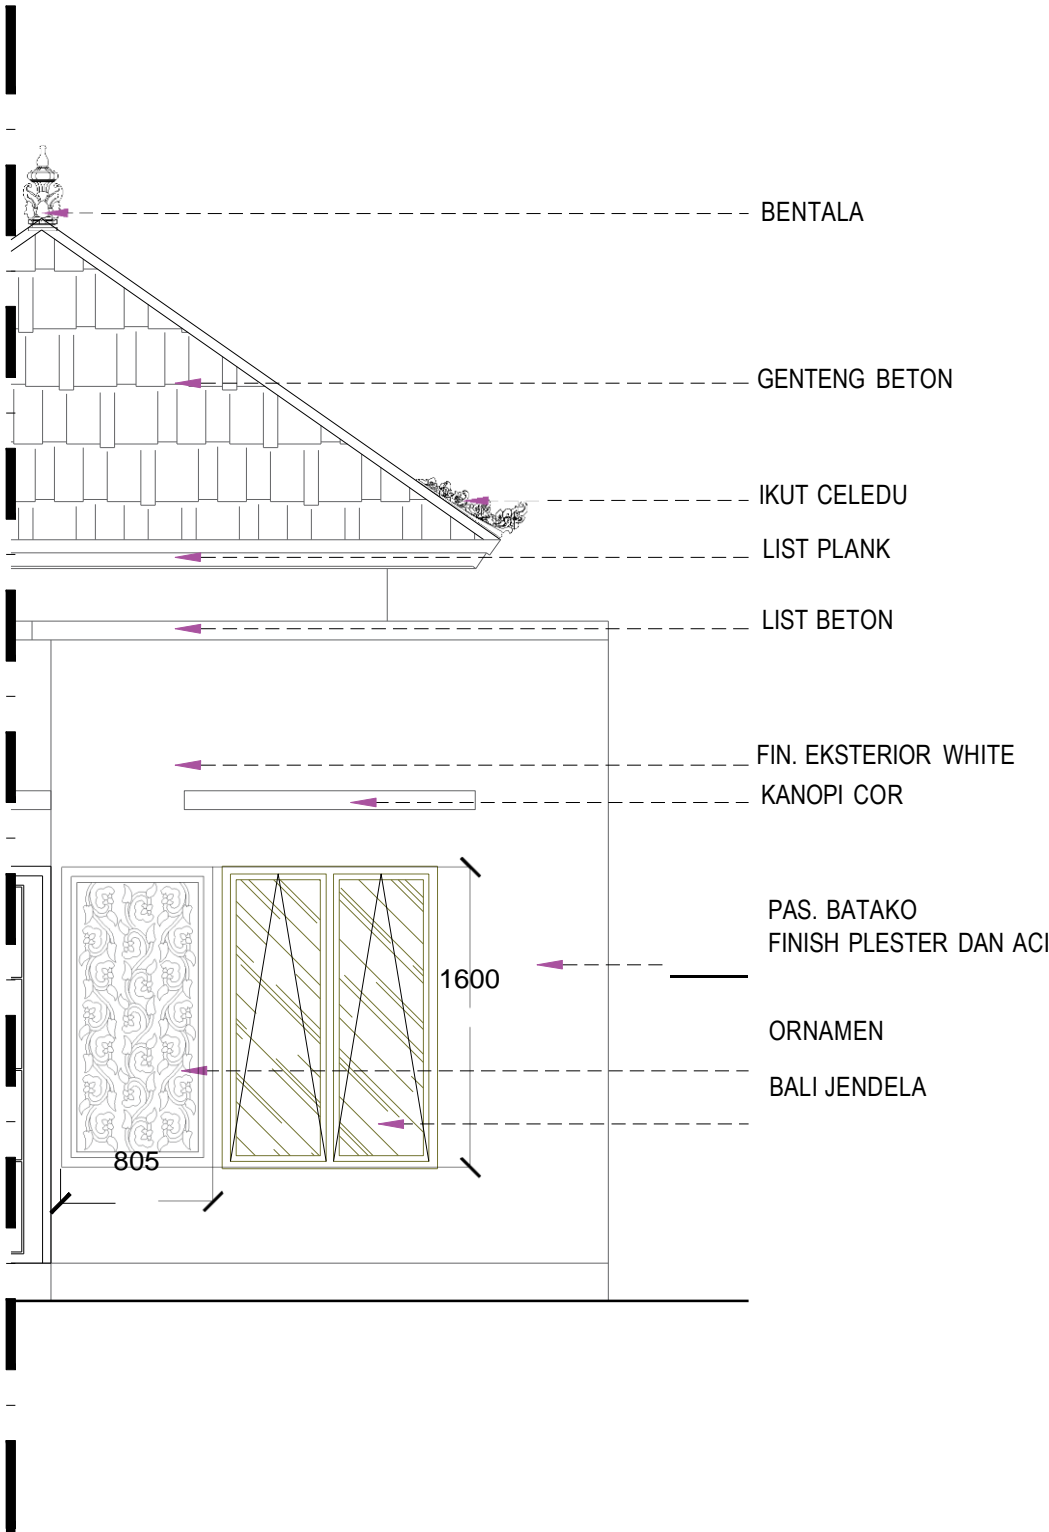 BENTALA
GENTENG BETON
IKUT CELEDU
LIST PLANK
LIST BETON
FIN. EKSTERIOR WHITE
KANOPI COR
PAS. BATAKO
FINISH PLESTER DAN ACI
1600
ORNAMEN
BALI JENDELA
805